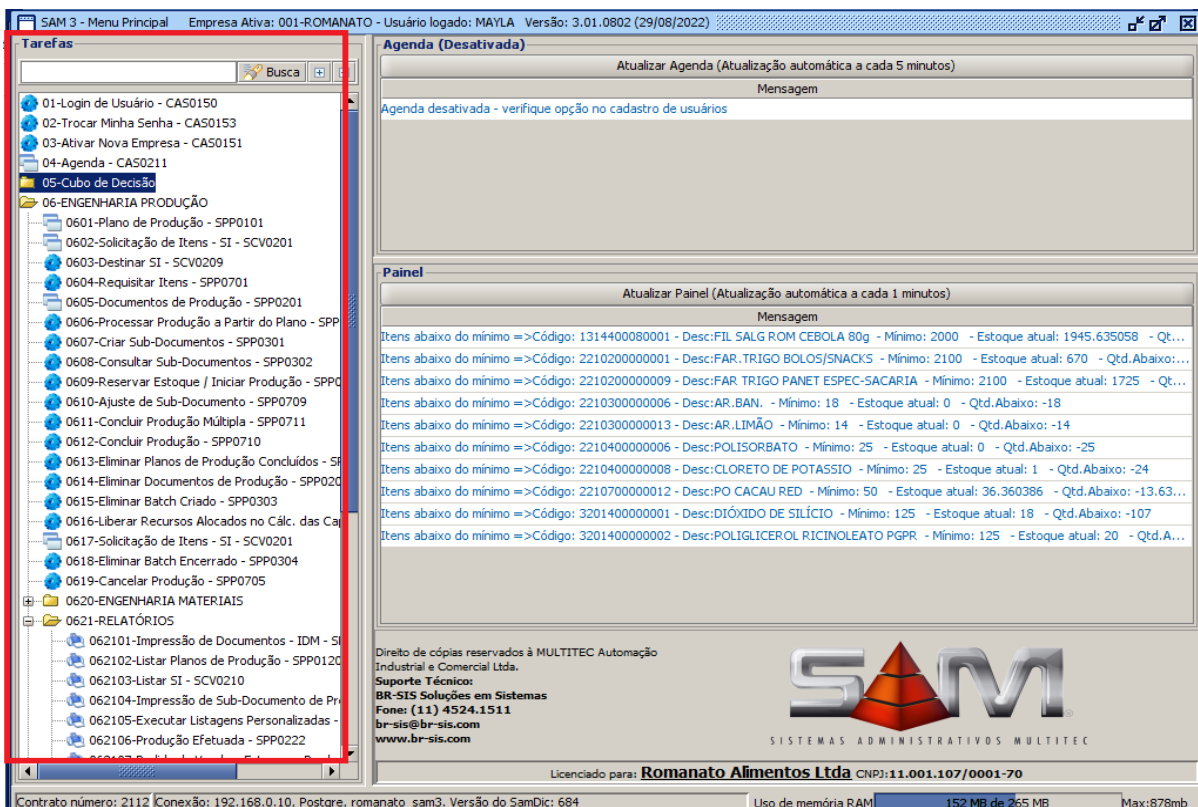 SAM 3 - Menu Principal Empresa Ativa: 001-ROMANATO - Usuário logado: MAYLA Versão: 3.01.0802 (29/08/2022)
Tarefas
Busca
01-Login de Usuário - CAS0150
02-Trocar Minha Senha - CAS0153
03-Ativar Nova Empresa - CAS0151
04-Agenda - CAS0211
05-Cubo de Decisão
06-ENGENHARIA PRODUÇÃO
0601-Plano de Produção - SPP0101
0602-Solicitação de Itens - SI - SCV0201
0603-Destinar SI - SCV0209
0604-Requisitar Itens - SPP0701
0605-Documentos de Produção - SPP0201
0606-Processar Produção a Partir do Plano - SPP
0607-Criar Sub-Documentos - SPP0301
0608-Consultar Sub-Documentos - SPP0302
0609-Reservar Estoque / Iniciar Produção - SPP0
0610-Ajuste de Sub-Documento - SPP0709
0611-Concluir Produção Múltipla - SPP0711
0612-Concluir Produção - SPP0710
0613-Eliminar Planos de Produção Concluídos - SP
0614-Eliminar Documentos de Produção - SPP020
0615-Eliminar Batch Criado - SPP0303
0616-Liberar Recursos Alocados no Cálc. das Cap
0617-Solicitação de Itens - SI - SCV0201
0618-Eliminar Batch Encerrado - SPP0304
0619-Cancelar Produção - SPP0705
0620-ENGENHARIA MATERIAIS
0621-RELATÓRIOS
062101-Impressão de Documentos - IDM - SP
062102-Listar Planos de Produção - SPP0120
062103-Listar SI - SCV0210
062104-Impressão de Sub-Documento de Pr
062105-Executar Listagens Personalizadas -
062106-Produção Efetuada - SPP0222
Agenda (Desativada)
Atualizar Agenda (Atualização automática a cada 5 minutos)
Mensagem
Agenda desativada - verifique opção no cadastro de usuários
Painel
Atualizar Painel (Atualização automática a cada 1 minutos)
Mensagem
Itens abaixo do mínimo =>Código: 1314400080001 - Desc:FIL SALG ROM CEBOLA 80g - Mínimo: 2000 - Estoque atual: 1945.635058 - Qt...
Itens abaixo do mínimo =>Código: 2210200000001 - Desc:FAR.TRIGO BOLOS/SNACKS - Mínimo: 2100 - Estoque atual: 670 - Qtd.Abaixo:...
Itens abaixo do mínimo =>Código: 2210200000009 - Desc:FAR TRIGO PANET ESPEC-SACARIA - Mínimo: 2100 - Estoque atual: 1725 - Qt...
Itens abaixo do mínimo =>Código: 2210300000006 - Desc:AR.BAN. - Mínimo: 18 - Estoque atual: 0 - Qtd.Abaixo: -18
Itens abaixo do mínimo =>Código: 2210300000013 - Desc:AR.LIMÃO - Mínimo: 14 - Estoque atual: 0 - Qtd.Abaixo: -14
Itens abaixo do mínimo =>Código: 2210400000006 - Desc:POLISORBATO - Mínimo: 25 - Estoque atual: 0 - Qtd.Abaixo: -25
Itens abaixo do mínimo =>Código: 2210400000008 - Desc:CLORETO DE POTASSIO - Mínimo: 25 - Estoque atual: 1 - Qtd.Abaixo: -24
Itens abaixo do mínimo =>Código: 2210700000012 - Desc:PO CACAU RED - Mínimo: 50 - Estoque atual: 36.360386 - Qtd.Abaixo: -13.63...
Itens abaixo do mínimo =>Código: 3201400000001 - Desc:DIÓXIDO DE SILÍCIO - Mínimo: 125 - Estoque atual: 18 - Qtd.Abaixo: -107
Itens abaixo do mínimo =>Código: 3201400000002 - Desc:POLIGLICEROL RICINOLEATO PGPR - Mínimo: 125 - Estoque atual: 20 - Qtd.A...
Direito de cópias reservados à MULTITEC Automação
Industrial e Comercial Ltda.
Suporte Técnico:
BR-SIS Soluções em Sistemas
Fone: (11) 4524.1511
br-sis@br-sis.com
www.br-sis.com
SAM
SISTEMAS ADMINISTRATIVOS MULTITEC
Licenciado para: Romanato Alimentos Ltda CNPJ:11.001.107/0001-70
Contrato número: 2112 Conexão: 192.168.0.10, Postgre, romanato_sam3, Versão do SamDic: 684
Uso de memória RAM 152 MB de 265 MB Max:878mb